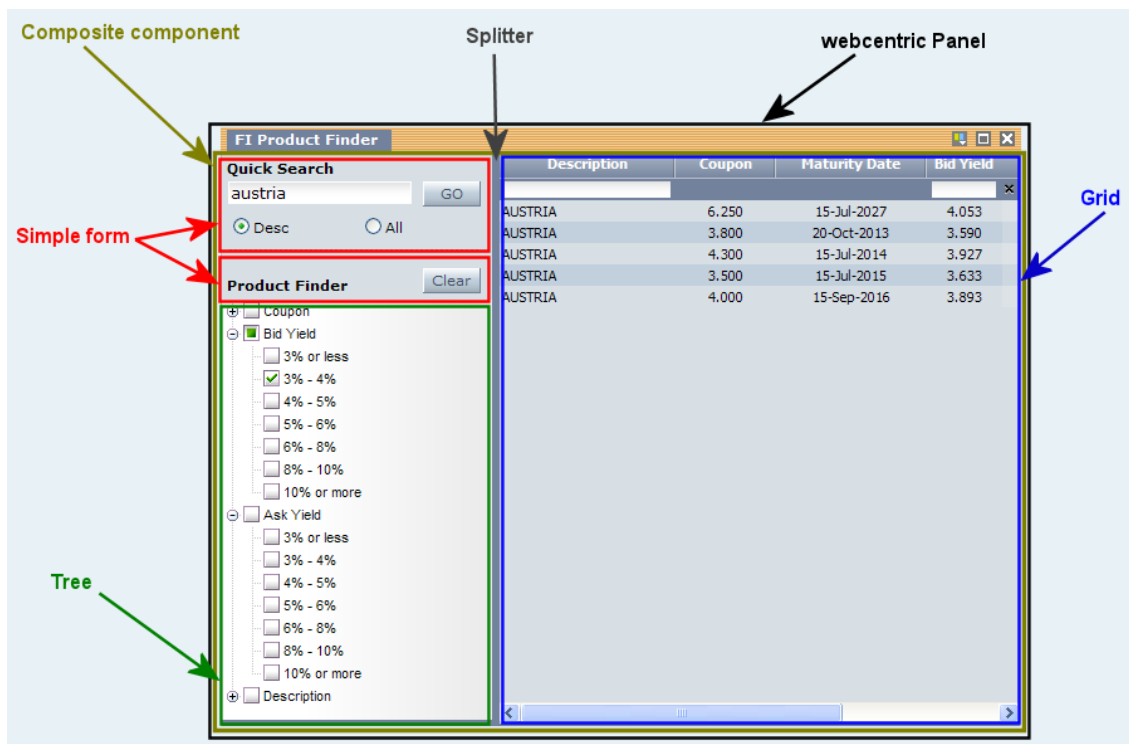 Composite component
Splitter
webcentric Panel
FI Product Finder
Quick Search
austria
GO
Desc
All
Product Finder
Clear
Coupon
Bid Yield
3% or less
3% - 4%
4% - 5%
5% - 6%
6% - 8%
8% - 10%
10% or more
Ask Yield
3% or less
3% - 4%
4% - 5%
5% - 6%
6% - 8%
8% - 10%
10% or more
Description
Description Coupon Maturity Date Bid Yield
AUSTRIA 6.250 15-Jul-2027 4.053
AUSTRIA 3.800 20-Oct-2013 3.590
AUSTRIA 4.300 15-Jul-2014 3.927
AUSTRIA 3.500 15-Jul-2015 3.633
AUSTRIA 4.000 15-Sep-2016 3.893
Grid
Simple form
Tree